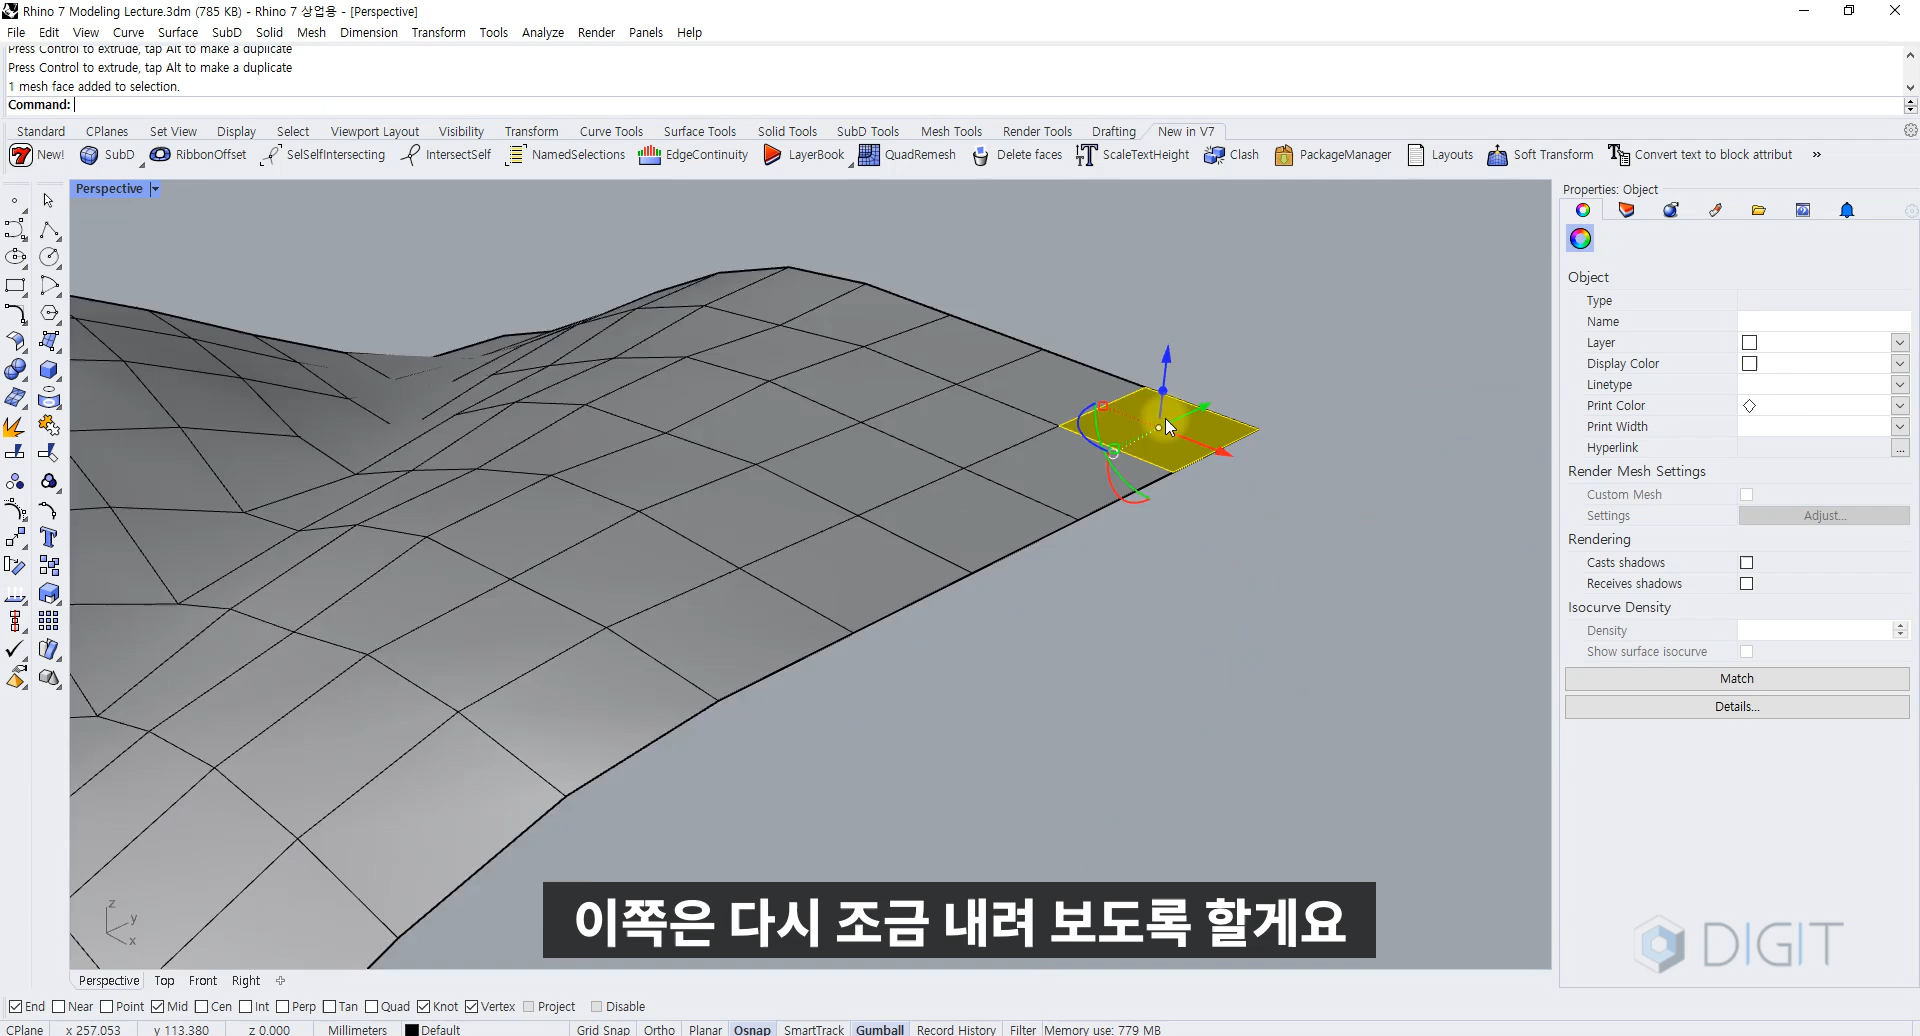 Rhino 7 Modeling Lecture.3dm (785 KB) - Rhino 7 상업용 - [Perspective]
File Edit View Curve Surface Solid SubD Mesh Dimension Transform Tools Analyze Render Panels Help
Press Control to extrude, tap Alt to make a duplicate
Press Control to extrude, tap Alt to make a duplicate
1 mesh face added to selection.
Command:
Standard CPlanes Set View Display Select Viewport Layout Visibility Transform Curve Tools Surface Tools Solid Tools SubD Tools Mesh Tools Render Tools Drafting New in V7
7 New! SubD RibbonOffset SelSelfIntersecting IntersectSelf NamedSelections EdgeContinuity LayerBook QuadRemesh Delete faces ScaleTextHeight Clash PackageManager Layouts Soft Transform Convert text to block attribut »
Perspective
Properties: Object
Object
Type
Name
Layer
Display Color
Linetype
Print Color
Print Width
Hyperlink ...
Render Mesh Settings
Custom Mesh
Settings Adjust...
Rendering
Casts shadows
Receives shadows
Isocurve Density
Density
Show surface isocurve
Match
Details...
z
y
x
이쪽은 다시 조금 내려 보도록 할게요
DIGIT
Perspective Top Front Right
End Near Point Mid Cen Int Perp Tan Quad Knot Vertex Project Disable
CPlane x 257.053 y 113.380 z 0.000 Millimeters Default Grid Snap Ortho Planar Osnap SmartTrack Gumball Record History Filter Memory use: 779 MB